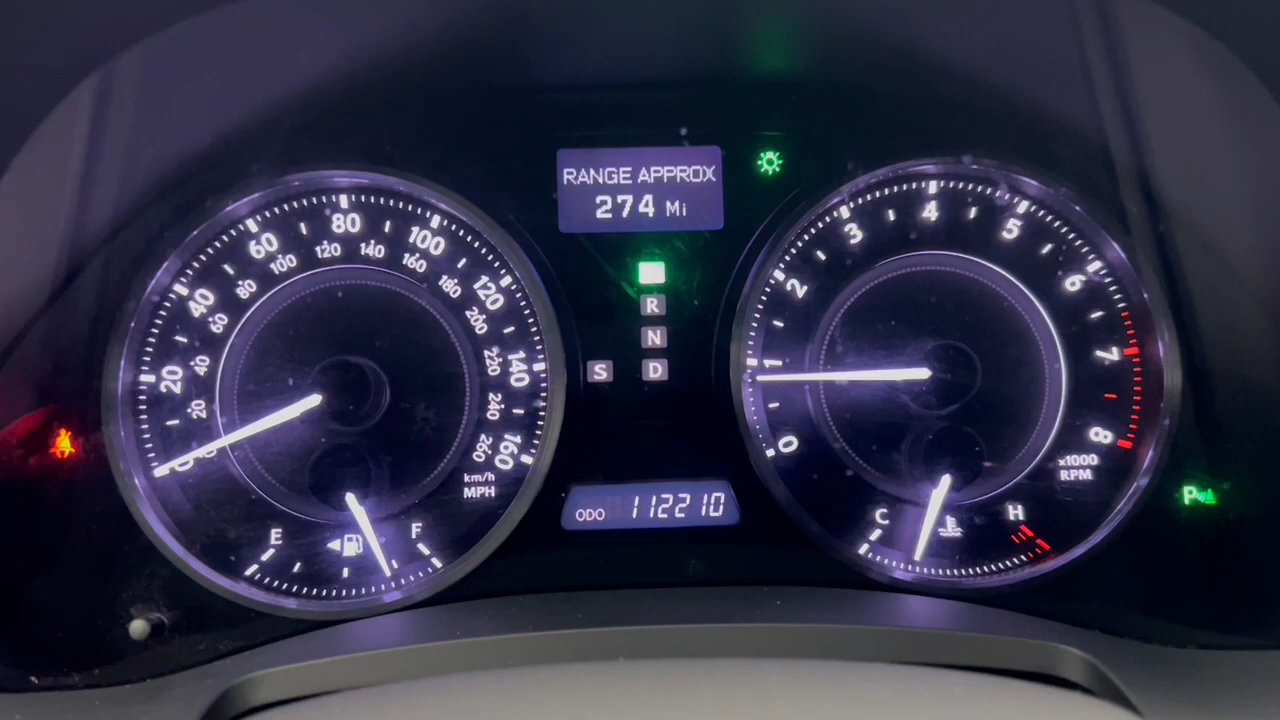 RANGE APPROX
274 Mi
R
N
S D
ODO 112210
0 20 40 60 80 100 120 140 160
20 40 60 80 100 120 140 160 180 200 220 240 260
km/h
MPH
E F
0 1 2 3 4 5 6 7 8
x1000
RPM
C H
P